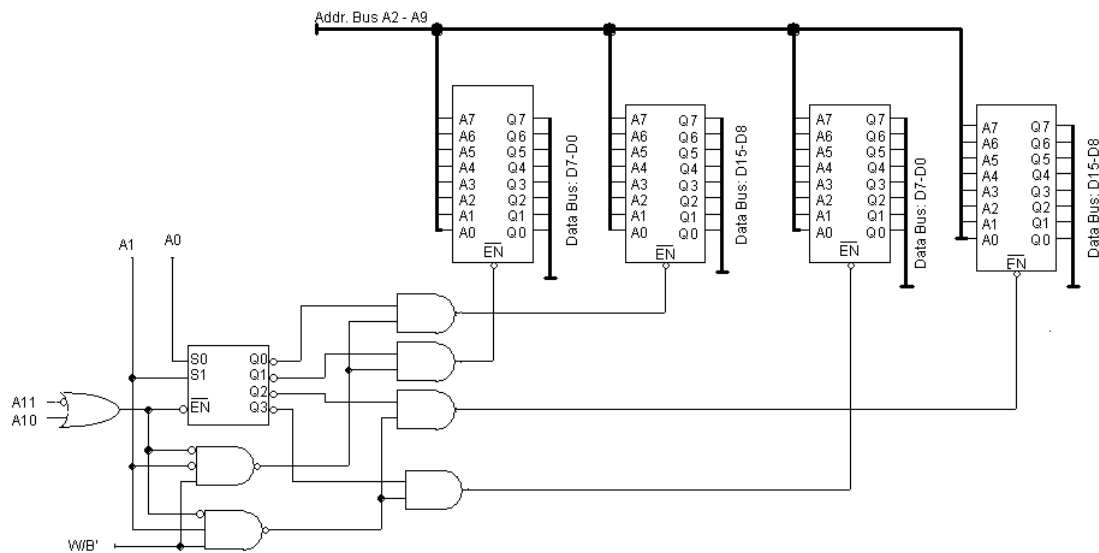 Addr. Bus A2 - A9
A7 Q7
A6 Q6
A5 Q5
A4 Q4
A3 Q3
A2 Q2
A1 Q1
A0 Q0
EN
Data Bus: D7-D0
A7 Q7
A6 Q6
A5 Q5
A4 Q4
A3 Q3
A2 Q2
A1 Q1
A0 Q0
EN
Data Bus: D15-D8
A7 Q7
A6 Q6
A5 Q5
A4 Q4
A3 Q3
A2 Q2
A1 Q1
A0 Q0
EN
Data Bus: D7-D0
A7 Q7
A6 Q6
A5 Q5
A4 Q4
A3 Q3
A2 Q2
A1 Q1
A0 Q0
EN
Data Bus: D15-D8
A1
A0
S0 Q0
S1 Q1
Q2
EN Q3
A11
A10
W/B'